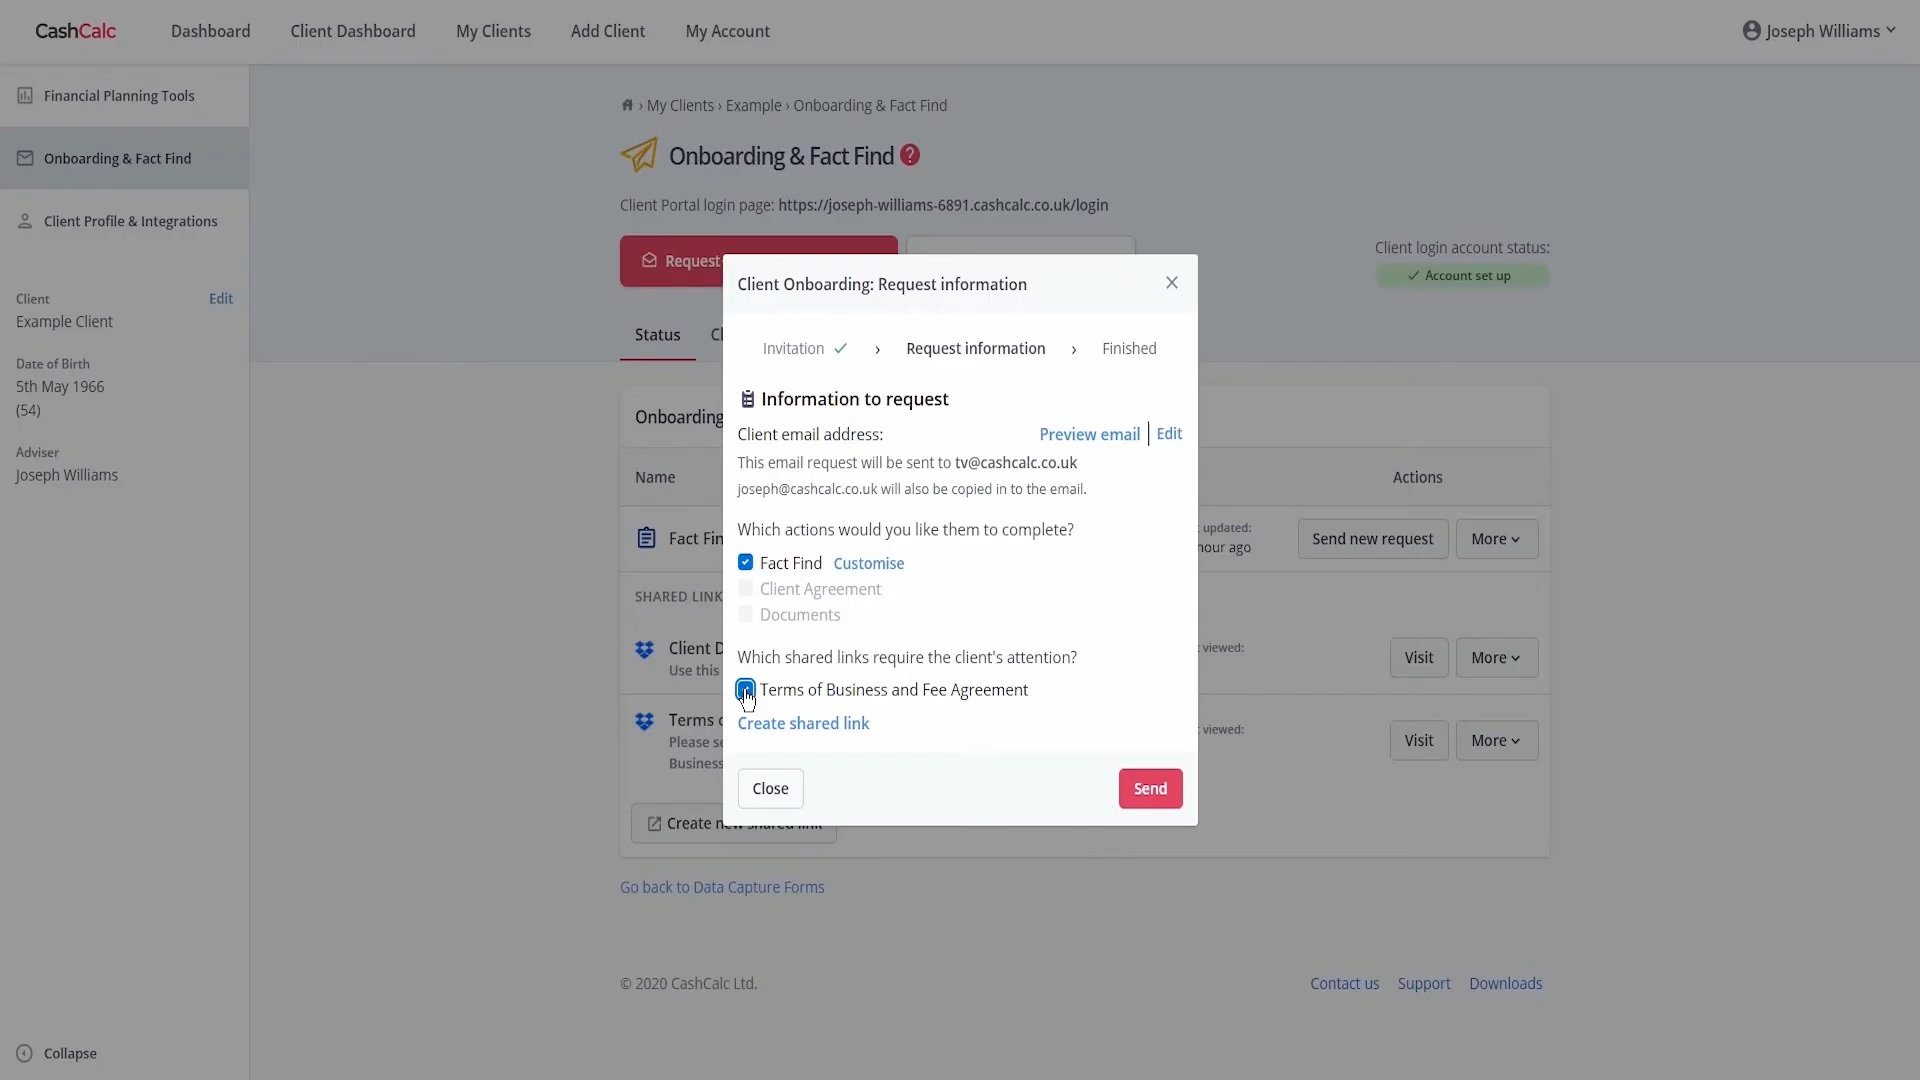 CashCalc
Dashboard
Client Dashboard
My Clients
Add Client
My Account
Joseph Williams
Financial Planning Tools
Onboarding & Fact Find
Client Profile & Integrations
Client
Edit
Example Client
Date of Birth
5th May 1966
(54)
Adviser
Joseph Williams
Collapse
› My Clients › Example › Onboarding & Fact Find
Onboarding & Fact Find ?
Client Portal login page: https://joseph-williams-6891.cashcalc.co.uk/login
Request
Client login account status:
✓ Account set up
Status
Client Onboarding: Request information
Invitation ✓ › Request information › Finished
Information to request
Client email address:
Preview email | Edit
This email request will be sent to tv@cashcalc.co.uk
joseph@cashcalc.co.uk will also be copied in to the email.
Which actions would you like them to complete?
Fact Find Customise
Client Agreement
Documents
Which shared links require the client's attention?
Terms of Business and Fee Agreement
Create shared link
Close
Send
Onboarding
Name
Actions
Fact Fin
updated:
hour ago
Send new request
More
SHARED LINK
Client D
Use this
viewed:
Visit
More
Terms o
Please se
Business
viewed:
Visit
More
Create new shared link
Go back to Data Capture Forms
© 2020 CashCalc Ltd.
Contact us
Support
Downloads